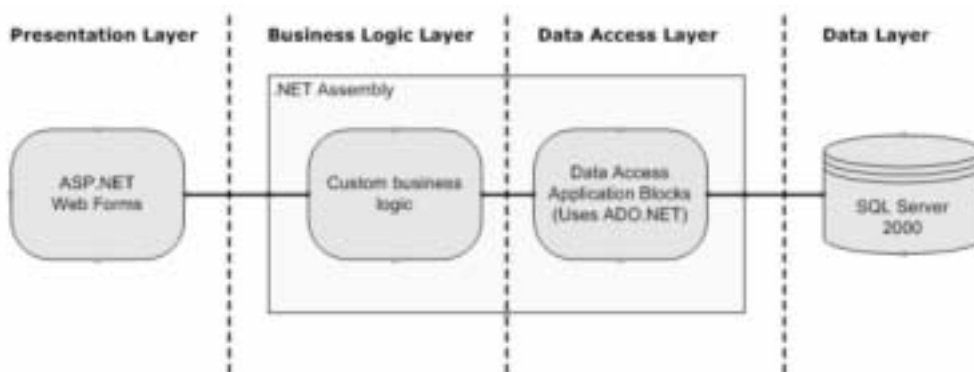 Presentation Layer
Business Logic Layer
Data Access Layer
Data Layer
.NET Assembly
ASP.NET
Web Forms
Custom business
logic
Data Access
Application Blocks
(Uses ADO.NET)
SQL Server
2000